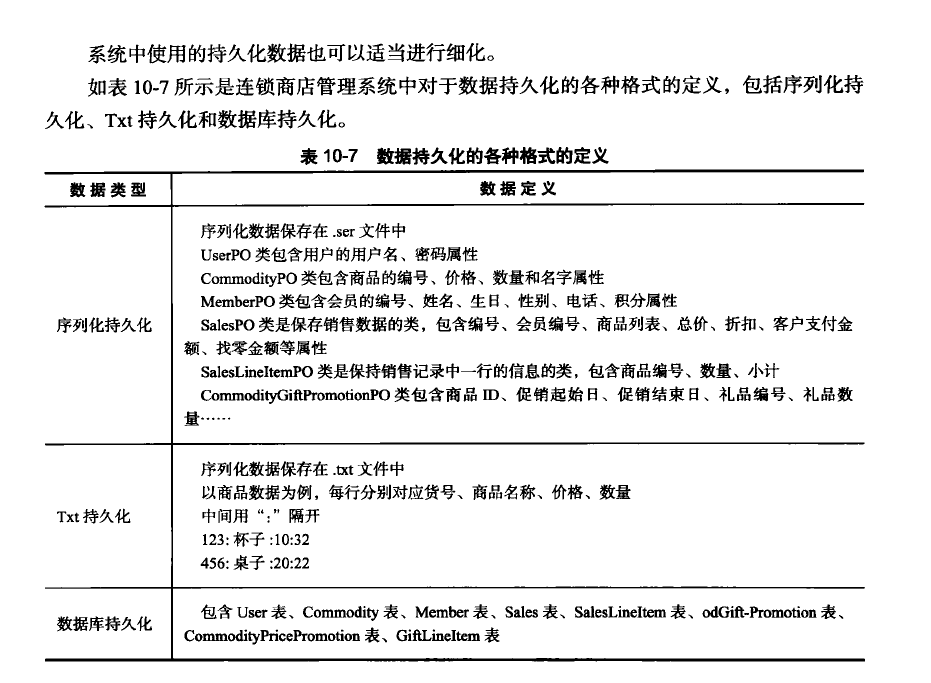 系统中使用的持久化数据也可以适当进行细化。
如表 10-7 所示是连锁商店管理系统中对于数据持久化的各种格式的定义，包括序列化持
久化、Txt 持久化和数据库持久化。
表 10-7 数据持久化的各种格式的定义
数据类型 数据定义
序列化数据保存在 .ser 文件中
UserPO 类包含用户的用户名、密码属性
CommodityPO 类包含商品的编号、价格、数量和名字属性
MemberPO 类包含会员的编号、姓名、生日、性别、电话、积分属性
序列化持久化 SalesPO 类是保存销售数据的类，包含编号、会员编号、商品列表、总价、折扣、客户支付金
额、找零金额等属性
SalesLineItemPO 类是保持销售记录中一行的信息的类，包含商品编号、数量、小计
CommodityGiftPromotionPO 类包含商品 ID、促销起始日、促销结束日、礼品编号、礼品数
量……
序列化数据保存在 .txt 文件中
以商品数据为例，每行分别对应货号、商品名称、价格、数量
Txt 持久化 中间用“:”隔开
123: 杯子 :10:32
456: 桌子 :20:22
数据库持久化 包含 User 表、Commodity 表、Member 表、Sales 表、SalesLineItem 表、odGift-Promotion 表、
CommodityPricePromotion 表、GiftLineItem 表